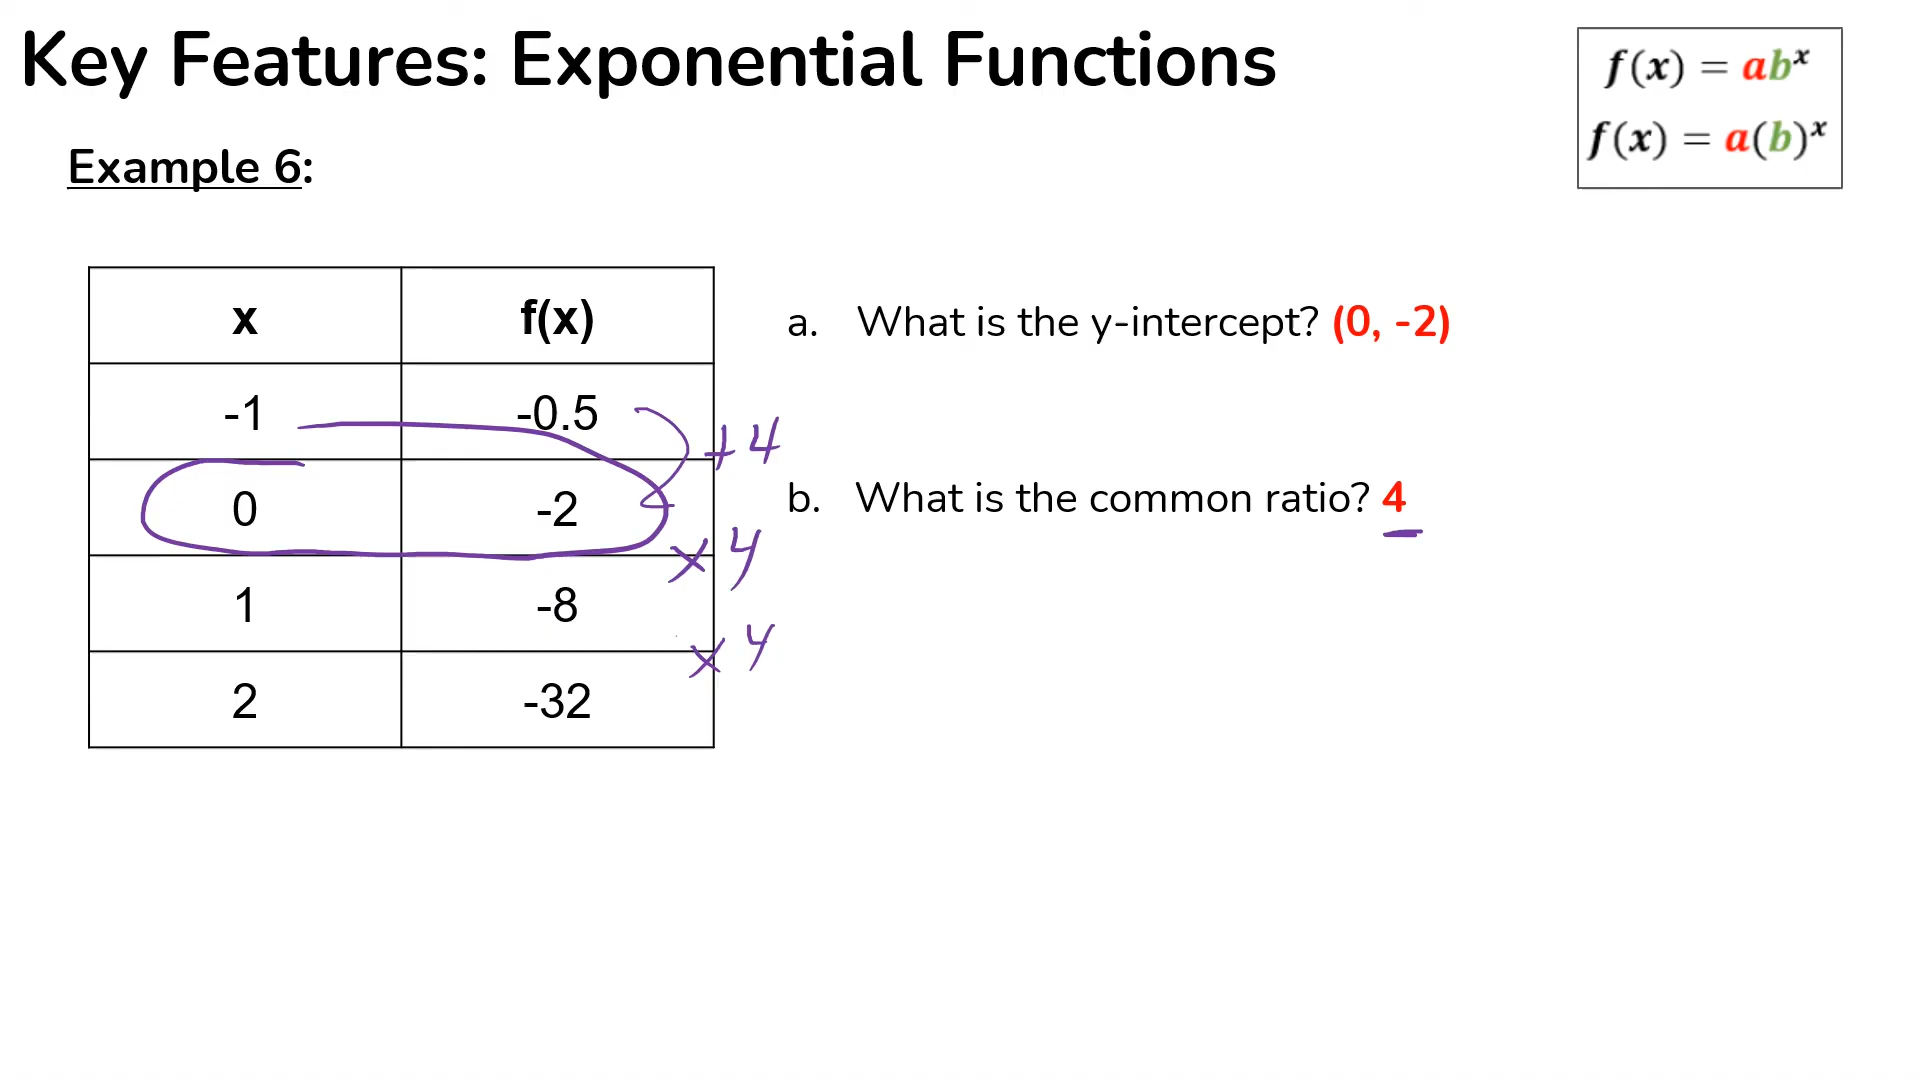 Key Features: Exponential Functions
f(x) = abˣ
f(x) = a(b)ˣ
Example 6:
x f(x)
-1 -0.5
0 -2
1 -8
2 -32
+4
x 4
x 4
a. What is the y-intercept? (0, -2)
b. What is the common ratio? 4